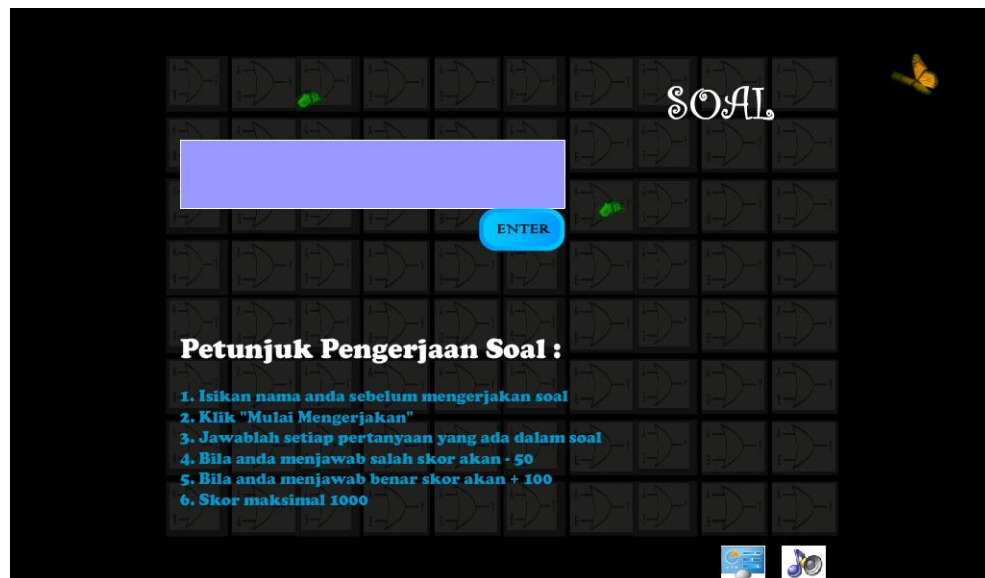 SOAL
ENTER
Petunjuk Pengerjaan Soal :
1. Isikan nama anda sebelum mengerjakan soal
2. Klik "Mulai Mengerjakan"
3. Jawablah setiap pertanyaan yang ada dalam soal
4. Bila anda menjawab salah skor akan - 50
5. Bila anda menjawab benar skor akan + 100
6. Skor maksimal 1000